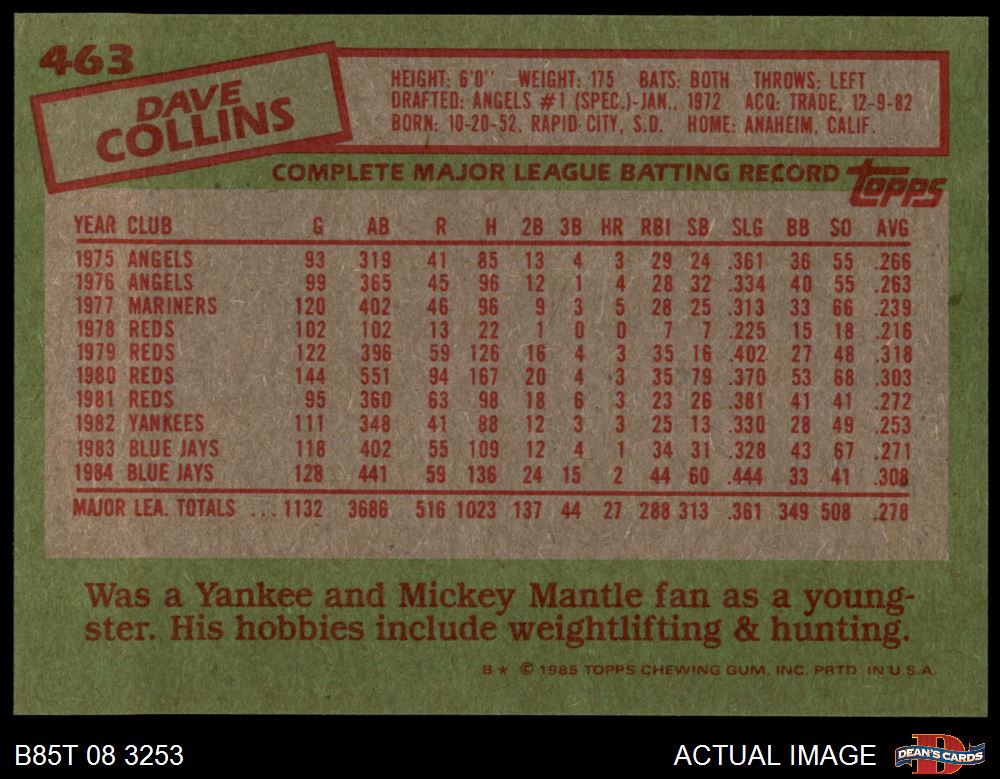 463
DAVE
COLLINS
HEIGHT: 6'0" WEIGHT: 175 BATS: BOTH THROWS: LEFT
DRAFTED: ANGELS #1 (SPEC.)-JAN., 1972 ACQ: TRADE, 12-9-82
BORN: 10-20-52, RAPID CITY, S.D. HOME: ANAHEIM, CALIF.
COMPLETE MAJOR LEAGUE BATTING RECORD topps
YEAR CLUB G AB R H 2B 3B HR RBI SB SLG BB SO AVG
1975 ANGELS 93 319 41 85 13 4 3 29 24 .361 36 55 .266
1976 ANGELS 99 365 45 96 12 1 4 28 32 .334 40 55 .263
1977 MARINERS 120 402 46 96 9 3 5 28 25 .313 33 66 .239
1978 REDS 102 102 13 22 1 0 0 7 7 .225 15 18 .216
1979 REDS 122 396 59 126 16 4 3 35 16 .402 27 48 .318
1980 REDS 144 551 94 167 20 4 3 35 79 .370 53 68 .303
1981 REDS 95 360 63 98 18 6 3 23 26 .381 41 41 .272
1982 YANKEES 111 348 41 88 12 3 3 25 13 .330 28 49 .253
1983 BLUE JAYS 118 402 55 109 12 4 1 34 31 .328 43 67 .271
1984 BLUE JAYS 128 441 59 136 24 15 2 44 60 .444 33 41 .308
MAJOR LEA. TOTALS ... 1132 3686 516 1023 137 44 27 288 313 .361 349 508 .278
Was a Yankee and Mickey Mantle fan as a young-
ster. His hobbies include weightlifting & hunting.
B★ © 1985 TOPPS CHEWING GUM, INC. PRTD. IN U.S.A.
B85T 08 3253 ACTUAL IMAGE D DEAN'S CARDS